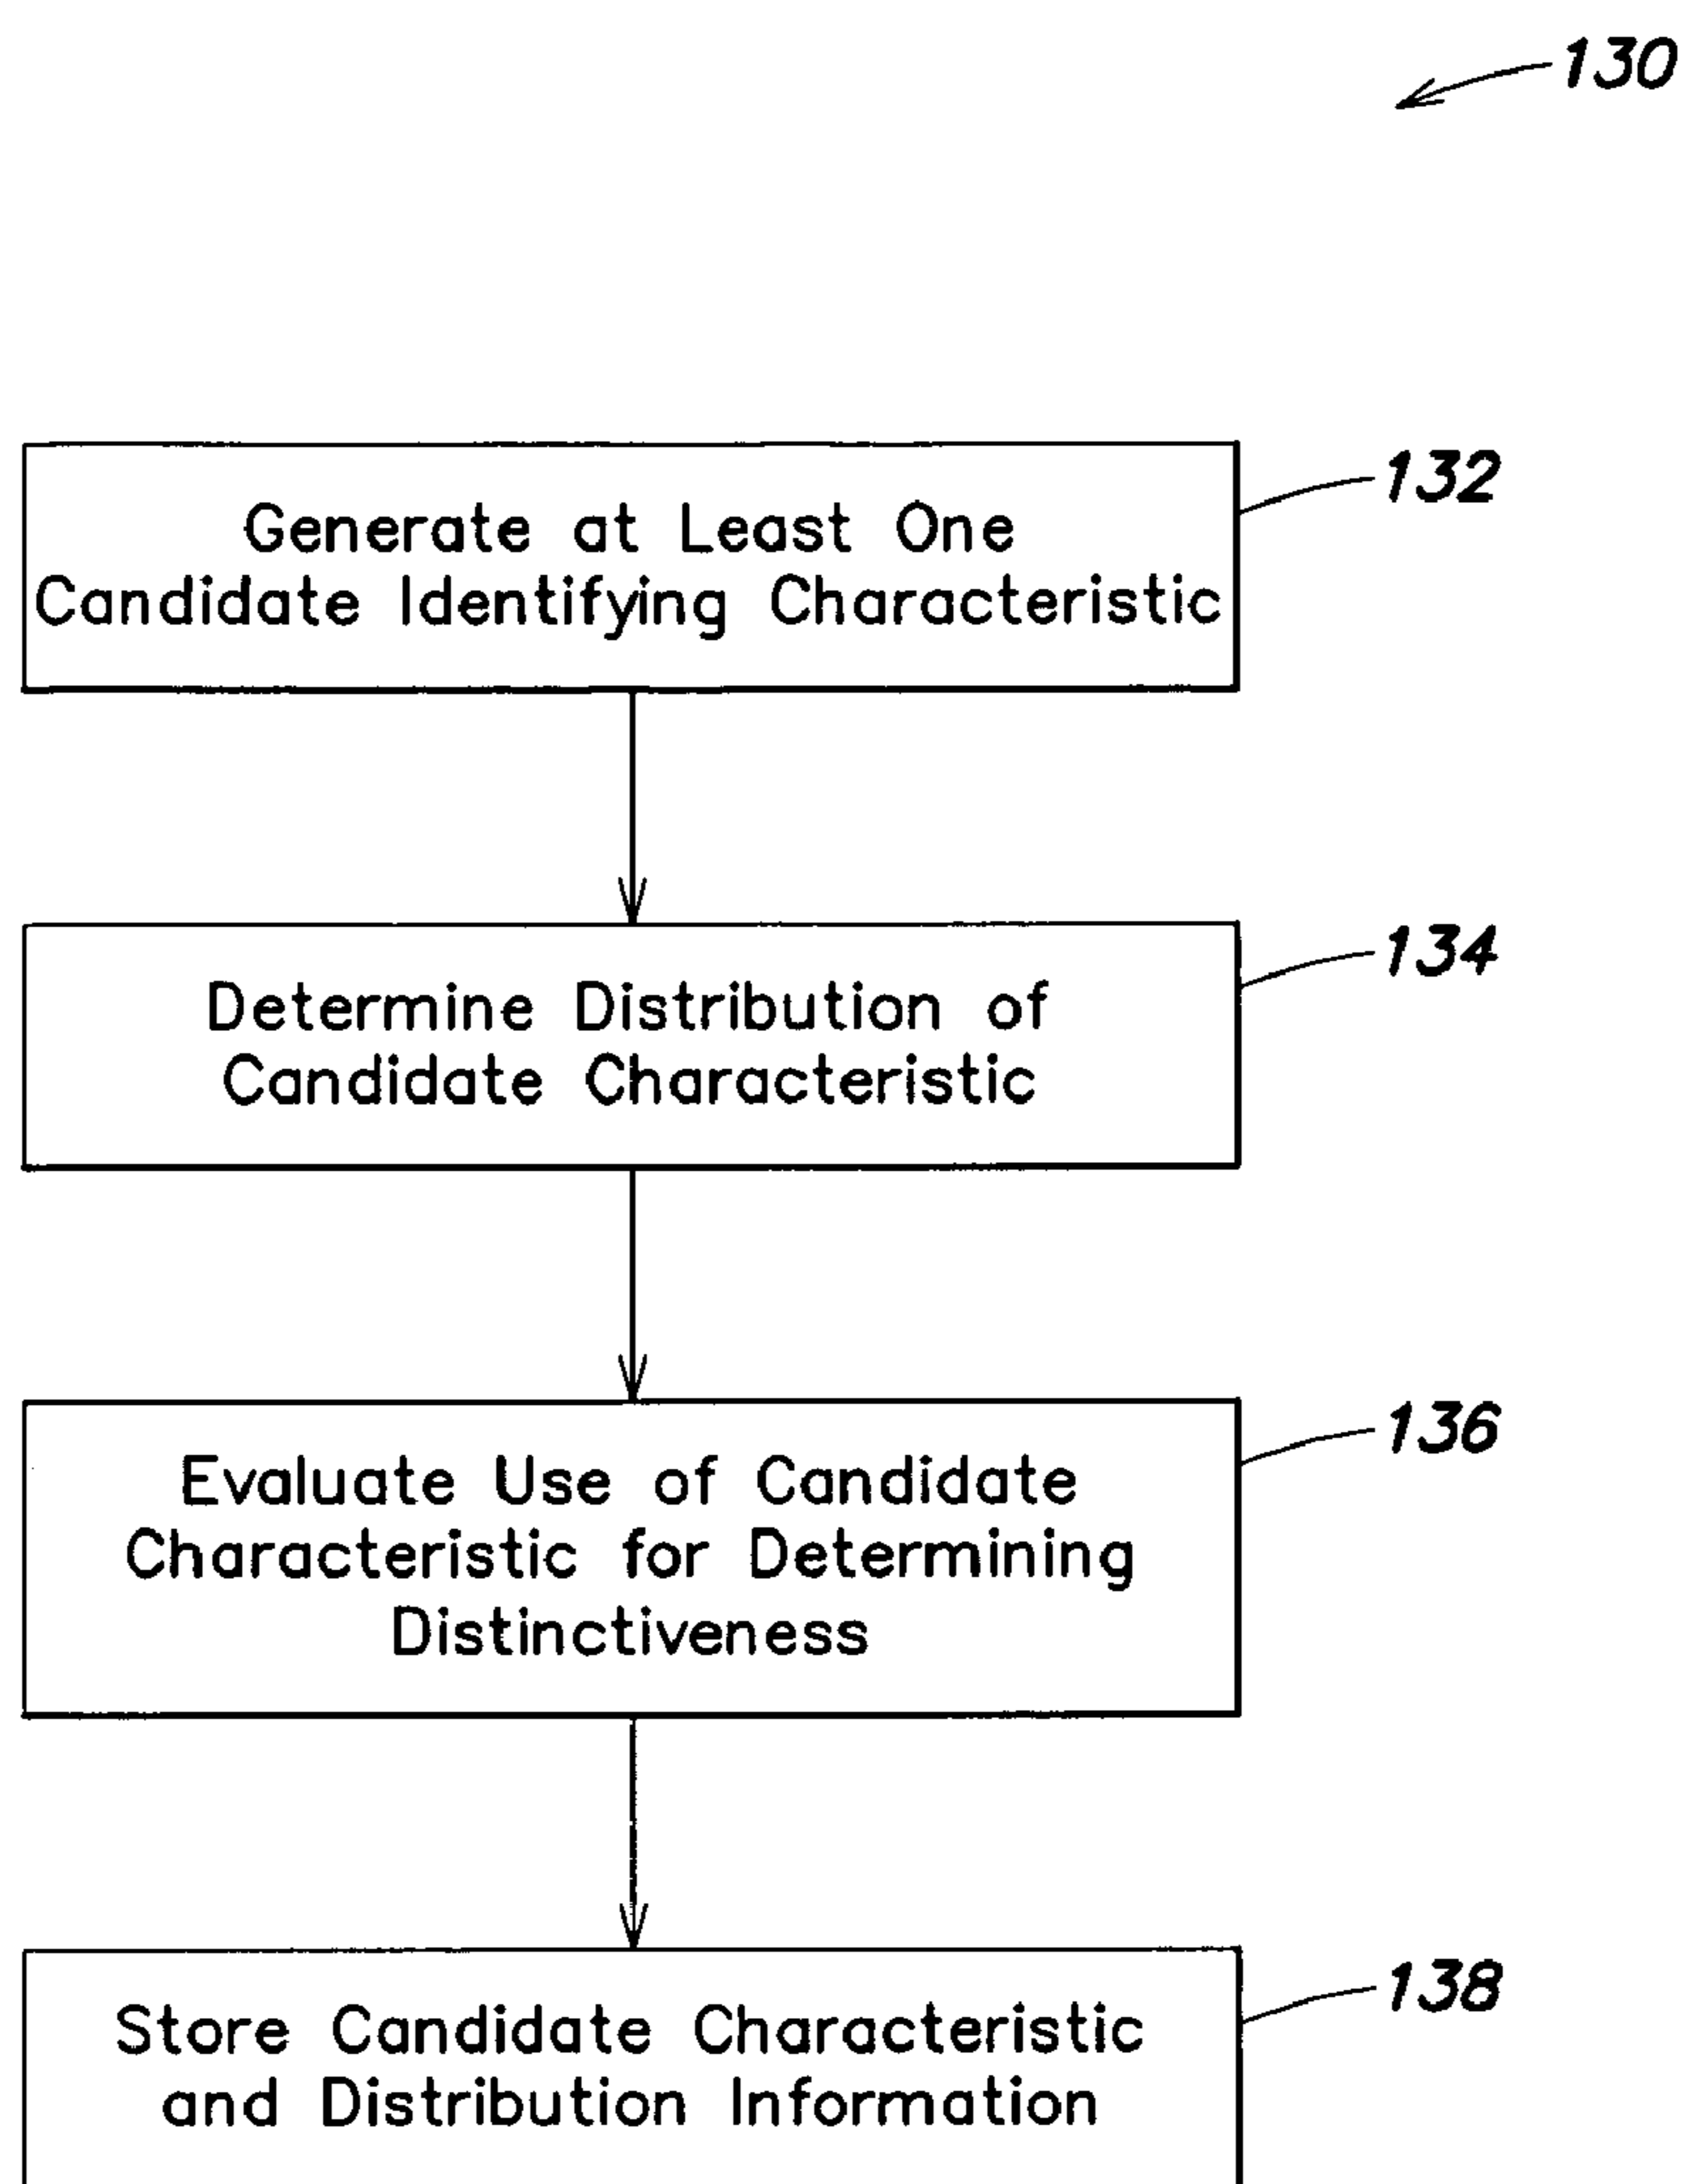 130
Generate at Least One
Candidate Identifying Characteristic
132
Determine Distribution of
Candidate Characteristic
134
Evaluate Use of Candidate
Characteristic for Determining
Distinctiveness
136
Store Candidate Characteristic
and Distribution Information
138